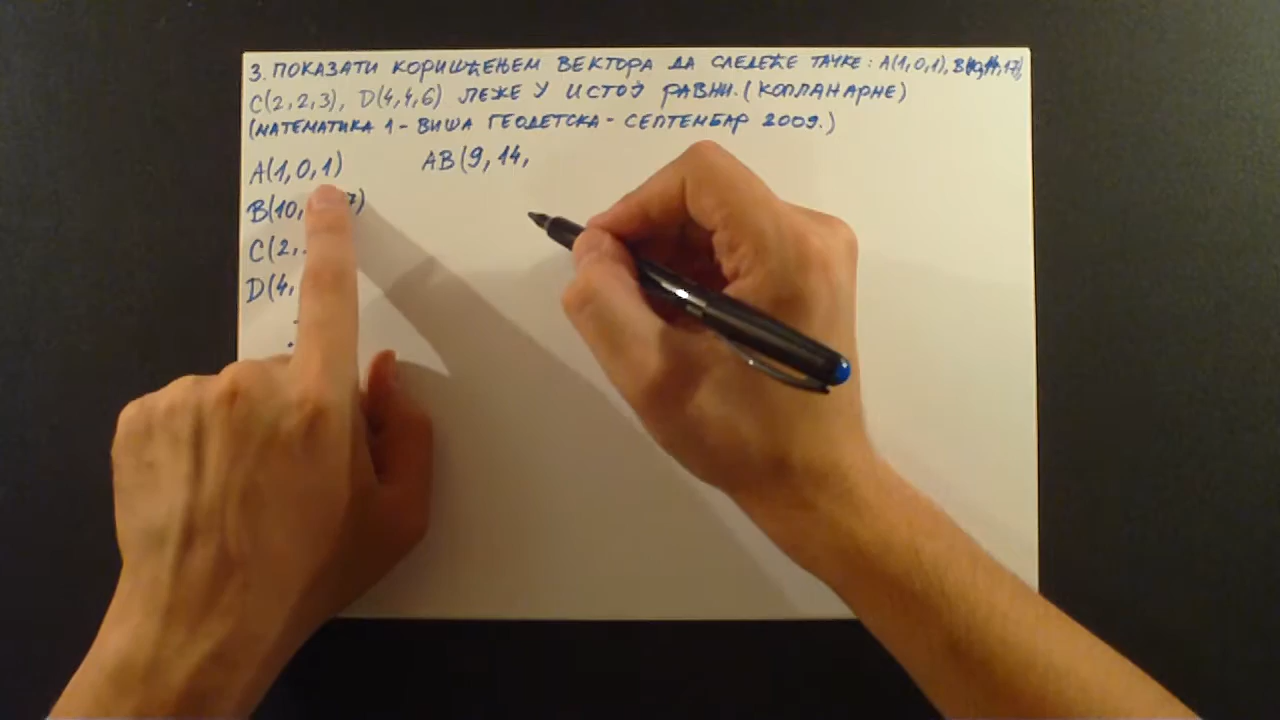 3. ПОКАЗАТИ КОРИШЋЕЊЕМ ВЕКТОРА ДА СЛЕДЕЋЕ ТАЧКЕ: A(1,0,1), B(
C(2,2,3), D(4,4,6) ЛЕЖЕ У ИСТОЈ РАВНИ. (КОПЛАНАРНЕ)
(МАТЕМАТИКА 1 - ВИША ГЕОДЕТСКА - СЕПТЕМБАР 2009.)
A(1,0,1) AB(9,14,
B(10, 7)
C(2,
D(4,